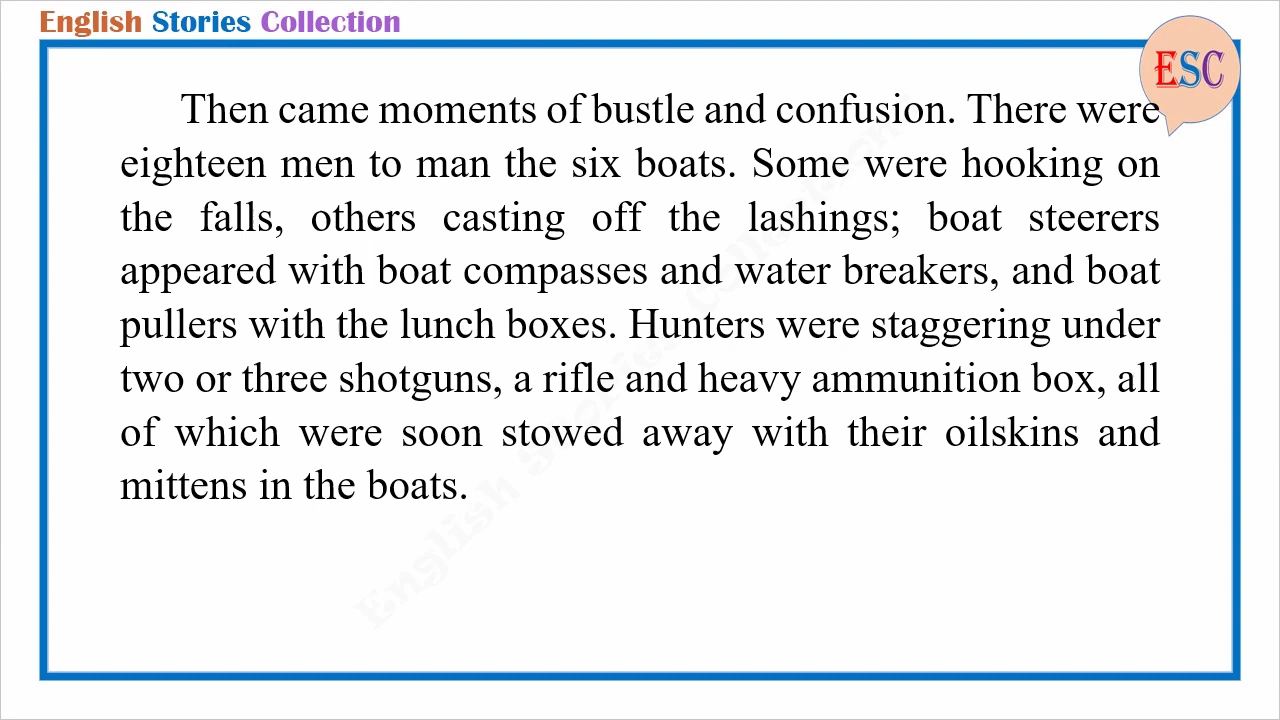 English Stories Collection
ESC
Then came moments of bustle and confusion. There were
eighteen men to man the six boats. Some were hooking on
the falls, others casting off the lashings; boat steerers
appeared with boat compasses and water breakers, and boat
pullers with the lunch boxes. Hunters were staggering under
two or three shotguns, a rifle and heavy ammunition box, all
of which were soon stowed away with their oilskins and
mittens in the boats.
English Stories Collection